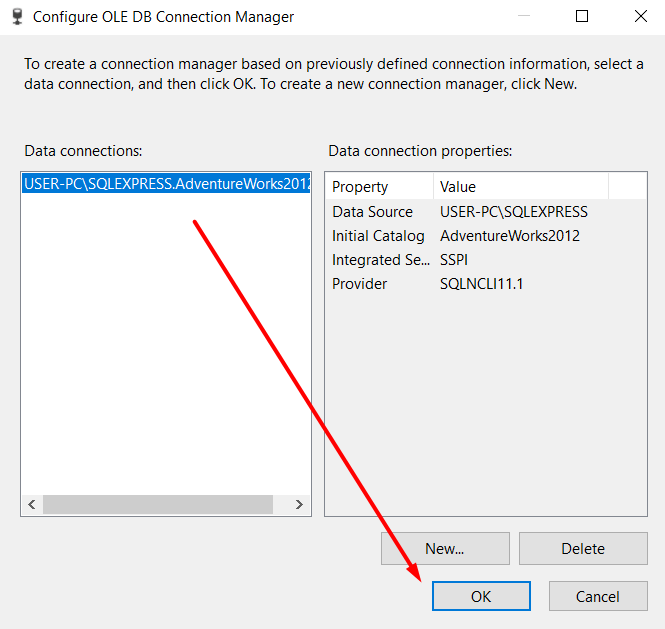 Configure OLE DB Connection Manager
To create a connection manager based on previously defined connection information, select a
data connection, and then click OK. To create a new connection manager, click New.
Data connections:
USER-PC\SQLEXPRESS.AdventureWorks2012
Data connection properties:
Property Value
Data Source USER-PC\SQLEXPRESS
Initial Catalog AdventureWorks2012
Integrated Se... SSPI
Provider SQLNCLI11.1
New... Delete
OK Cancel